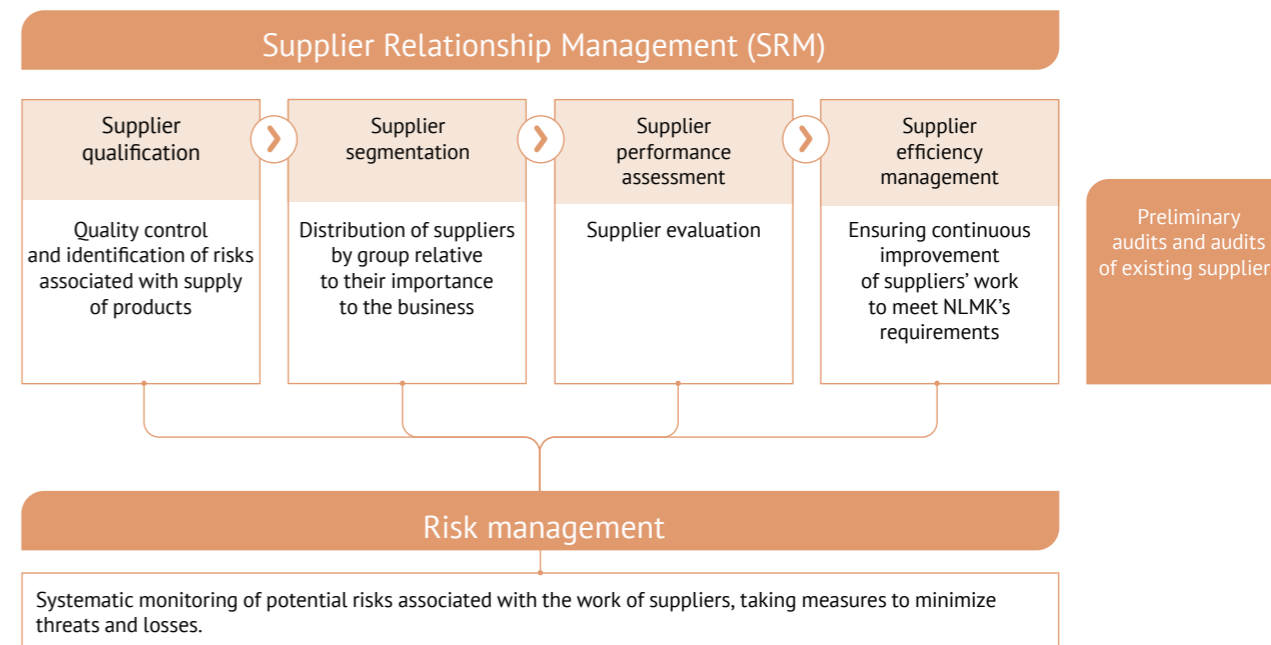 Supplier Relationship Management (SRM)
Supplier
qualification
Quality control
and identification of risks
associated with supply
of products
Supplier
segmentation
Distribution of suppliers
by group relative
to their importance
to the business
Supplier
performance
assessment
Supplier evaluation
Supplier
efficiency
management
Ensuring continuous
improvement
of suppliers’ work
to meet NLMK’s
requirements
Preliminary
audits and audits
of existing supplier
Risk management
Systematic monitoring of potential risks associated with the work of suppliers, taking measures to minimize
threats and losses.